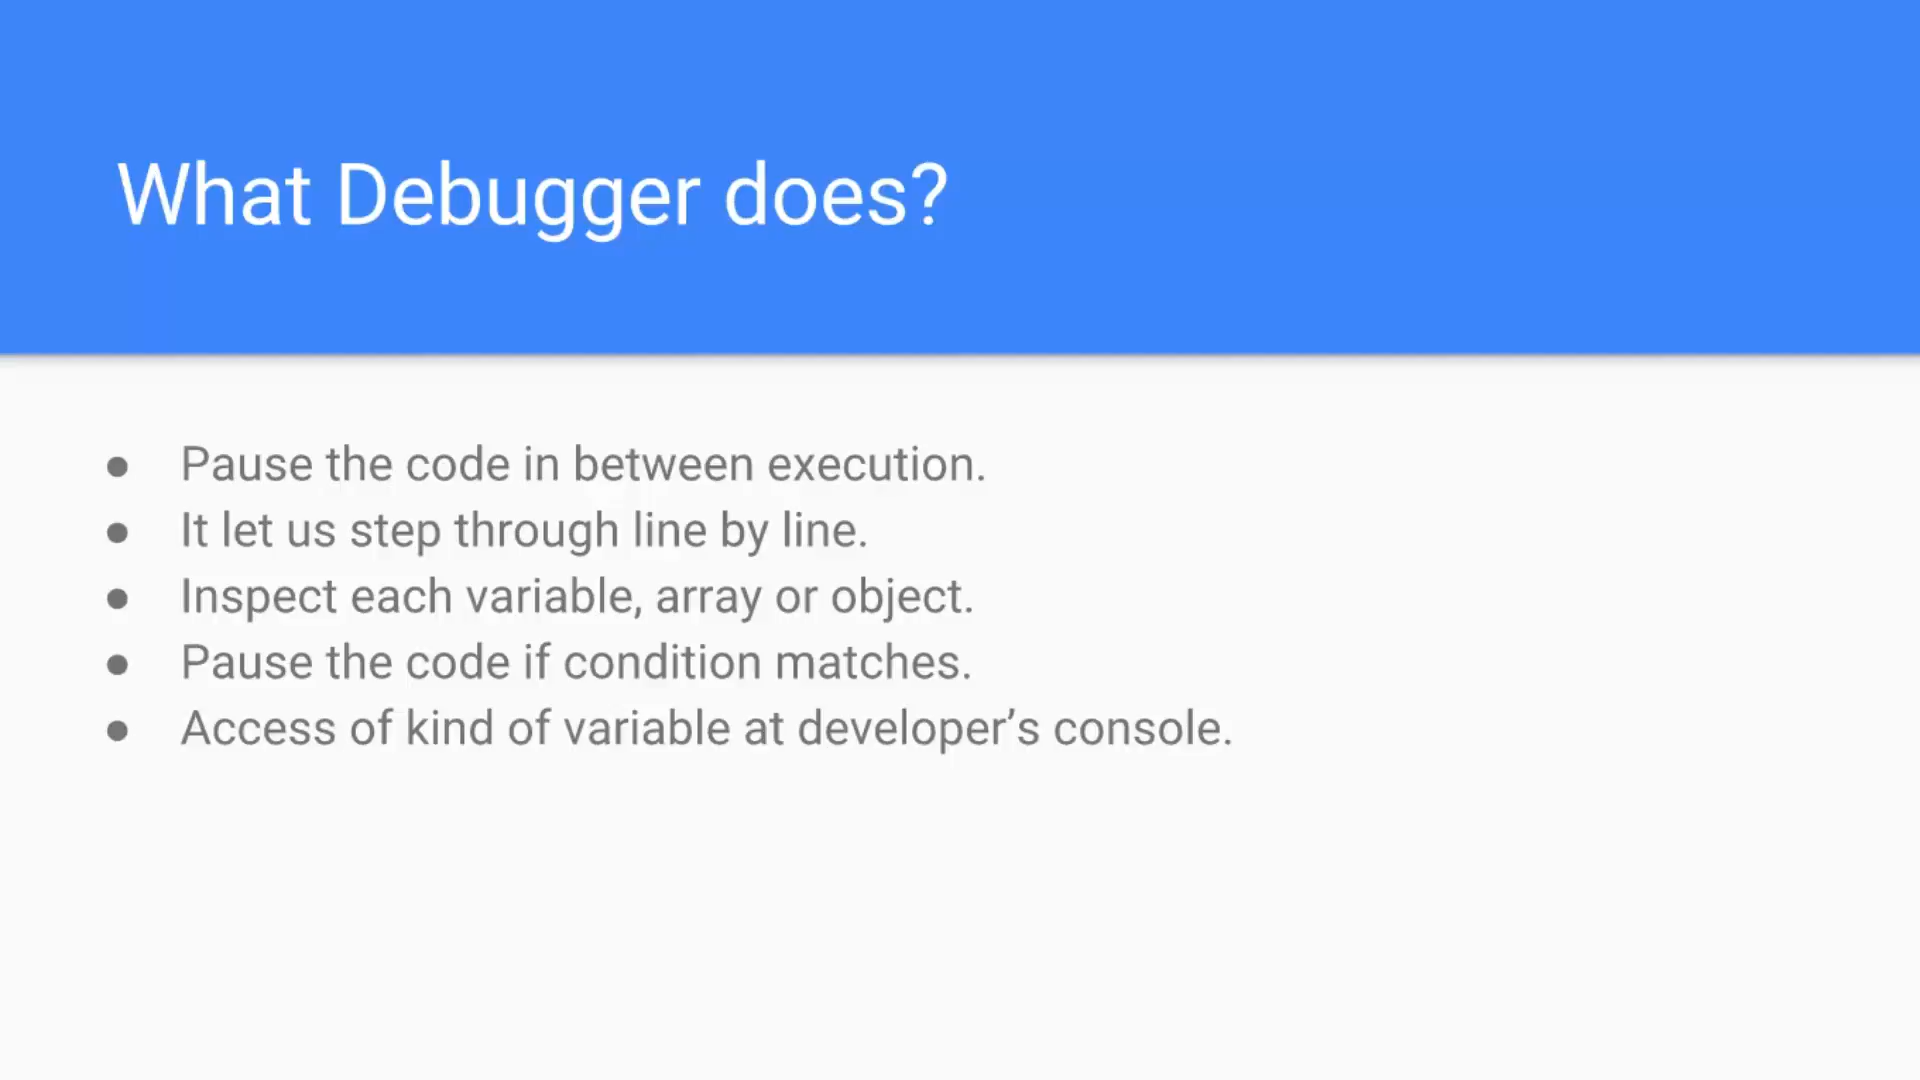 What Debugger does?
● Pause the code in between execution.
● It let us step through line by line.
● Inspect each variable, array or object.
● Pause the code if condition matches.
● Access of kind of variable at developer’s console.